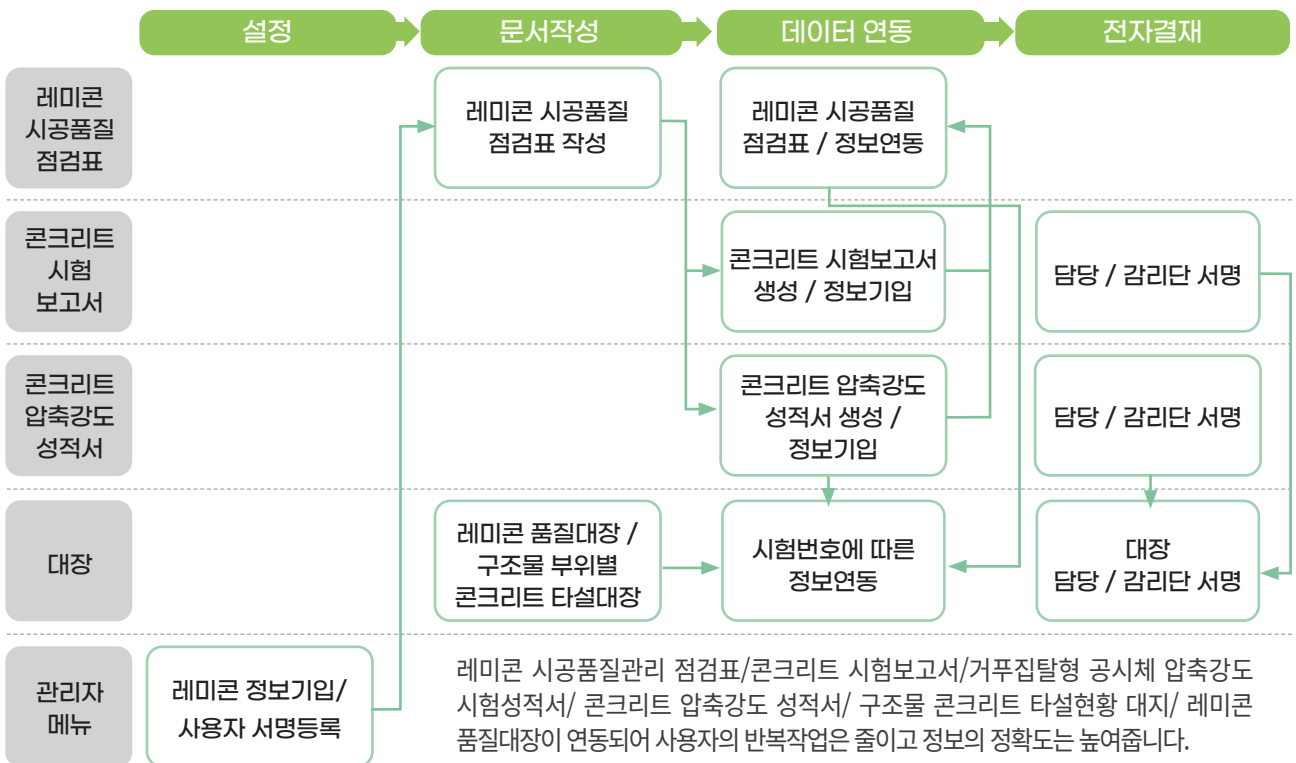 설정
문서작성
데이터 연동
전자결재
레미콘
시공품질
점검표
레미콘 시공품질
점검표 작성
레미콘 시공품질
점검표 / 정보연동
콘크리트
시험
보고서
콘크리트 시험보고서
생성 / 정보기입
담당 / 감리단 서명
콘크리트
압축강도
성적서
콘크리트 압축강도
성적서 생성 /
정보기입
담당 / 감리단 서명
대장
레미콘 품질대장 /
구조물 부위별
콘크리트 타설대장
시험번호에 따른
정보연동
대장
담당 / 감리단 서명
관리자
메뉴
레미콘 정보기입/
사용자 서명등록
레미콘 시공품질관리 점검표/콘크리트 시험보고서/거푸집탈형 공시체 압축강도
시험성적서/ 콘크리트 압축강도 성적서/ 구조물 콘크리트 타설현황 대지/ 레미콘
품질대장이 연동되어 사용자의 반복작업은 줄이고 정보의 정확도는 높여줍니다.